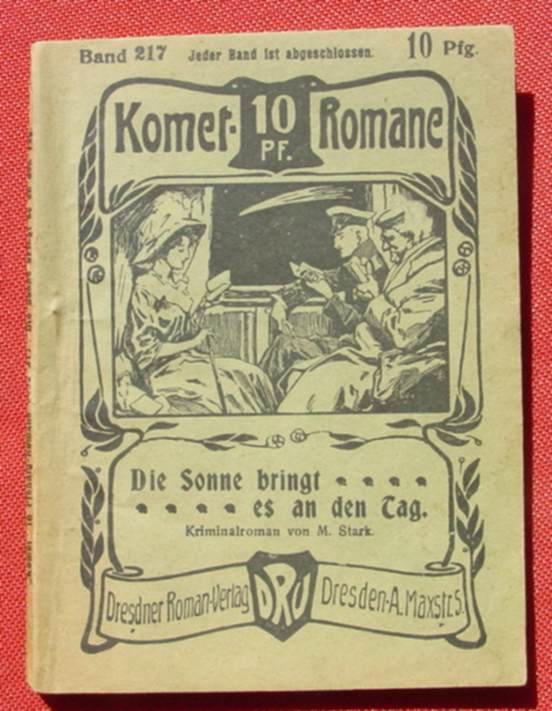 Band 217 Jeder Band ist abgeschlossen. 10 Pfg.
Komet- 10 PF. Romane
Die Sonne bringt
es an den Tag.
Kriminalroman von M. Stark.
Dresdner Roman-Verlag DRV Dresden-A. Maxstr. 5.